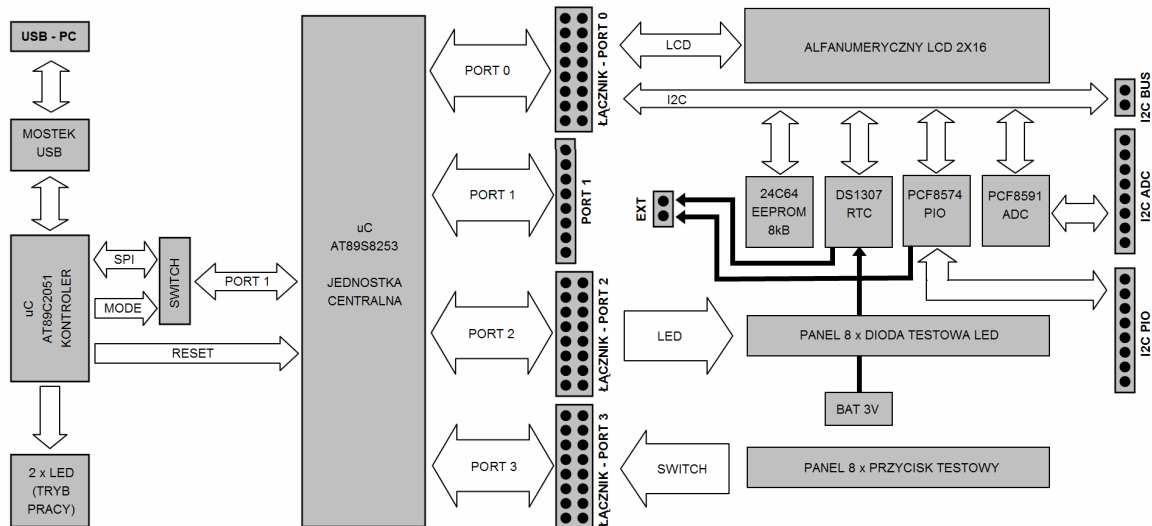 USB - PC
MOSTEK
USB
uC
AT89C2051
KONTROLER
SPI
MODE
SWITCH
PORT 1
RESET
2 x LED
(TRYB
PRACY)
uC
AT89S8253
JEDNOSTKA
CENTRALNA
PORT 0
ŁĄCZNIK - PORT 0
PORT 1
PORT 1
PORT 2
ŁĄCZNIK - PORT 2
PORT 3
ŁĄCZNIK - PORT 3
LCD
ALFANUMERYCZNY LCD 2X16
I2C
I2C BUS
EXT
24C64
EEPROM
8kB
DS1307
RTC
PCF8574
PIO
PCF8591
ADC
I2C ADC
I2C PIO
LED
PANEL 8 x DIODA TESTOWA LED
BAT 3V
SWITCH
PANEL 8 x PRZYCISK TESTOWY